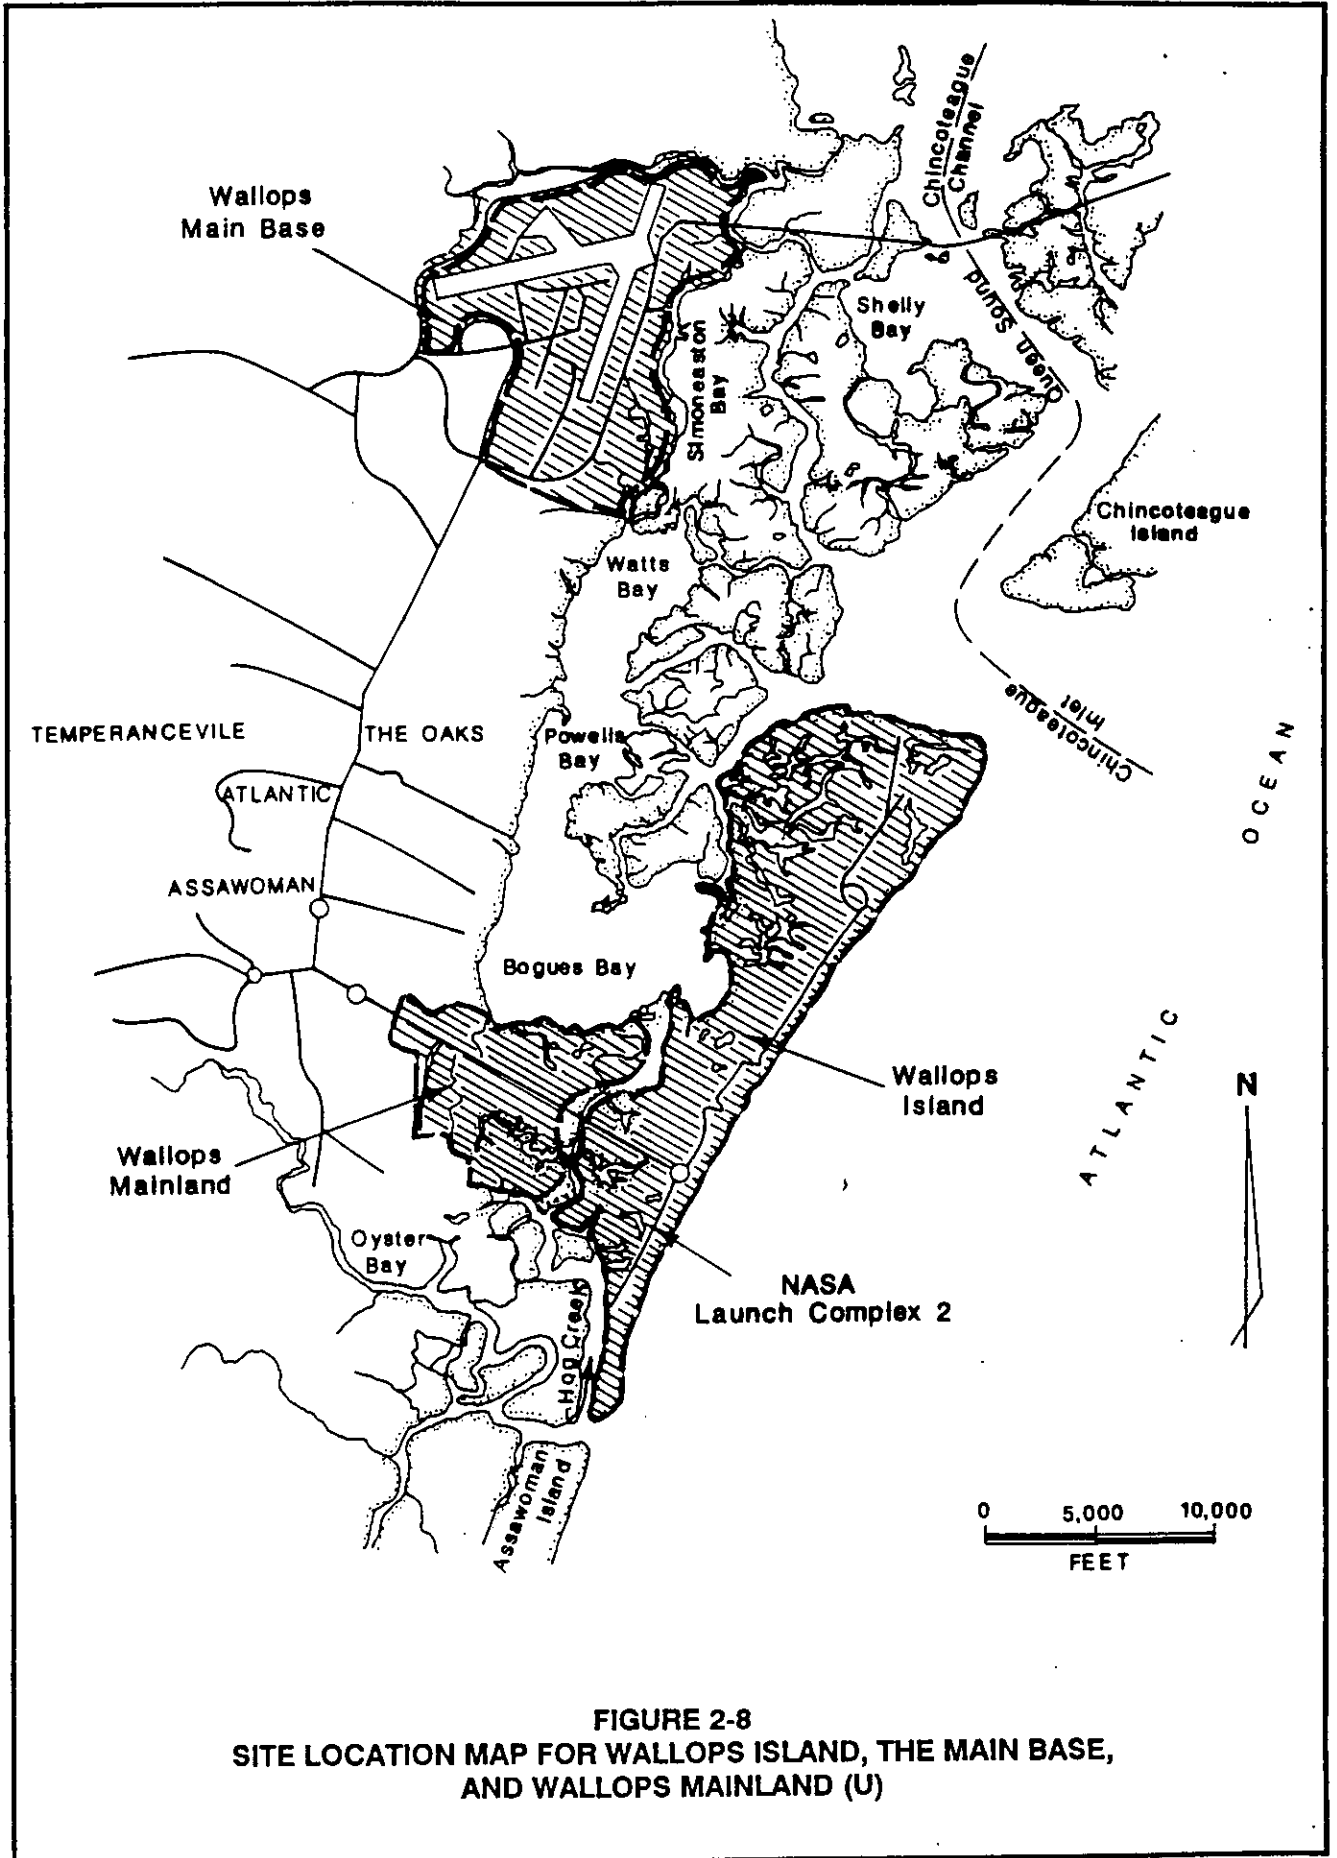 Chincoteague
Channel
Wallops
Main Base
Queen Sound
Shelly
Bay
Simoneaston
Bay
Chincoteague
Island
Watts
Bay
Chincoteague
Inlet
TEMPERANCEVILE
THE OAKS
Powells
Bay
OCEAN
ATLANTIC
ASSAWOMAN
Bogues Bay
ATLANTIC
Wallops
Island
N
Wallops
Mainland
Oyster
Bay
NASA
Launch Complex 2
Hog Creek
Assawoman
Island
0 5,000 10,000
FEET
FIGURE 2-8
SITE LOCATION MAP FOR WALLOPS ISLAND, THE MAIN BASE,
AND WALLOPS MAINLAND (U)